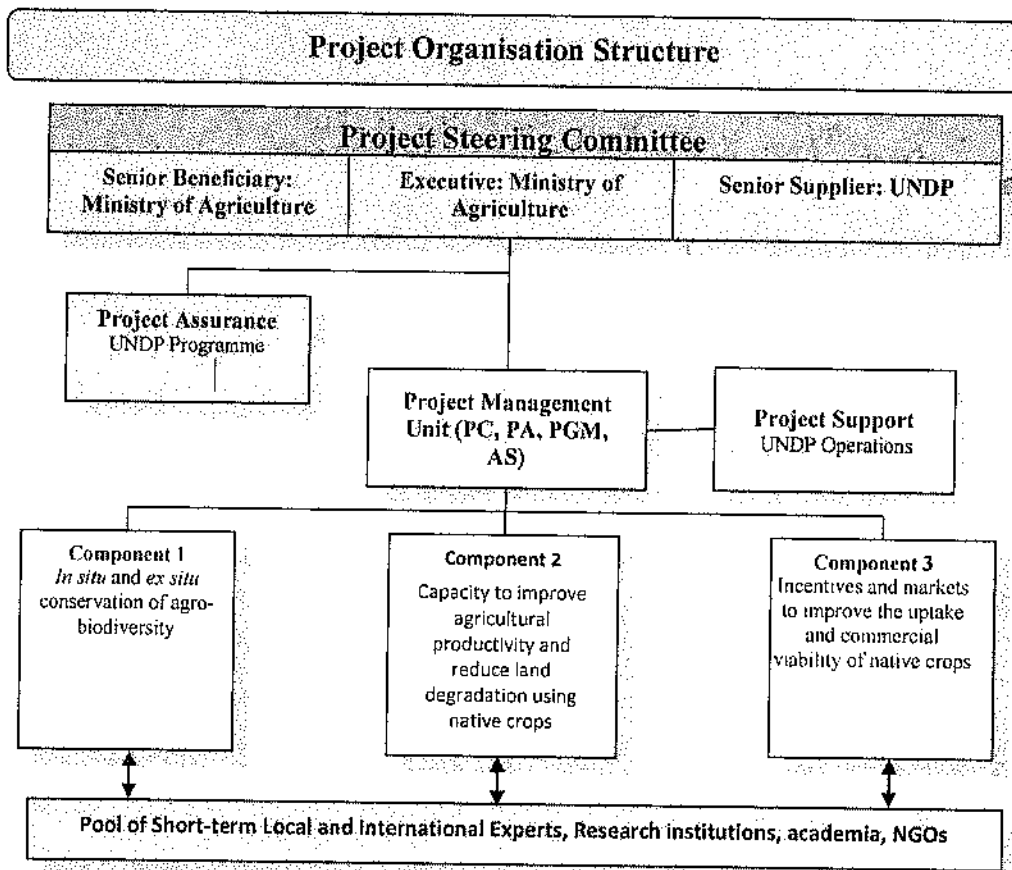 Project Organisation Structure
Project Steering Committee
Senior Beneficiary:
Ministry of Agriculture
Executive: Ministry of
Agriculture
Senior Supplier: UNDP
Project Assurance
UNDP Programme
Project Management
Unit (PC, PA, PGM,
AS)
Project Support
UNDP Operations
Component 1
In situ and ex situ
conservation of agro-
biodiversity
Component 2
Capacity to improve
agricultural
productivity and
reduce land
degradation using
native crops
Component 3
Incentives and markets
to improve the uptake
and commercial
viability of native crops
Pool of Short-term Local and International Experts, Research institutions, academia, NGOs